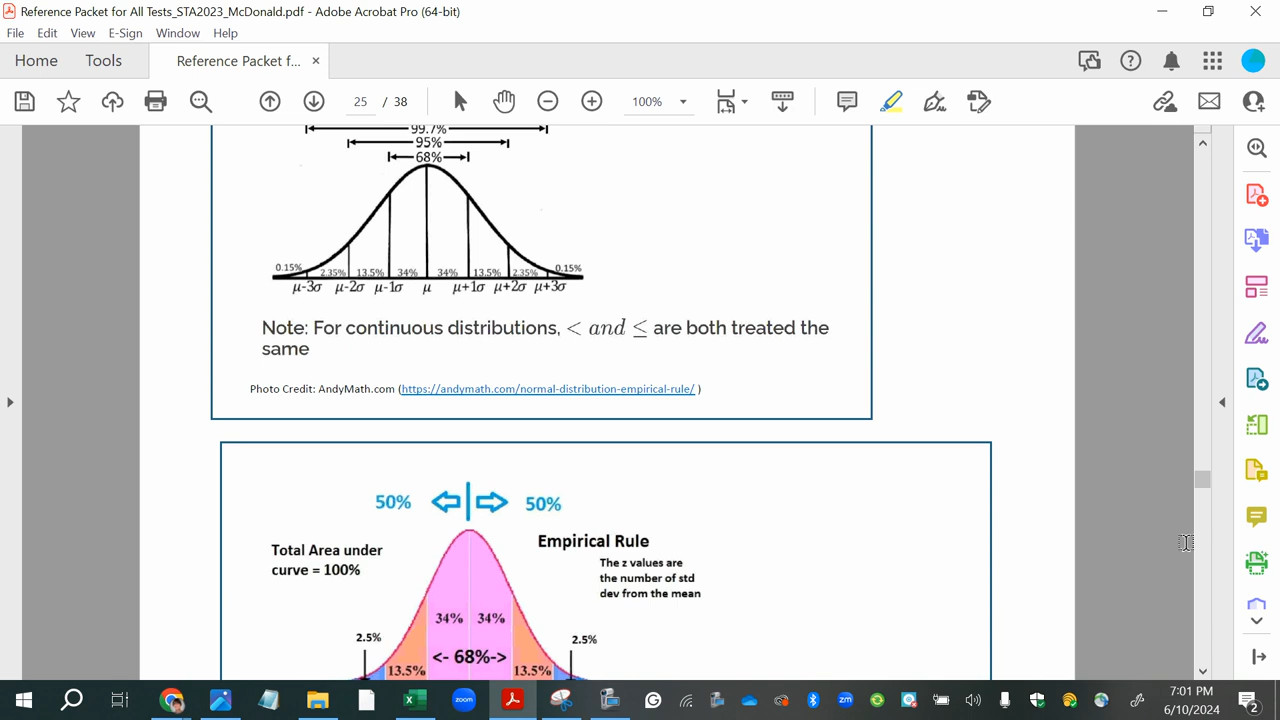 Reference Packet for All Tests_STA2023_McDonald.pdf - Adobe Acrobat Pro (64-bit)
File Edit View E-Sign Window Help
Home Tools Reference Packet f... ×
25 / 38 100%
99.7%
95%
68%
0.15% 2.35% 13.5% 34% 34% 13.5% 2.35% 0.15%
μ-3σ μ-2σ μ-1σ μ μ+1σ μ+2σ μ+3σ
Note: For continuous distributions, < and ≤ are both treated the
same
Photo Credit: AndyMath.com (https://andymath.com/normal-distribution-empirical-rule/ )
50% 50%
Empirical Rule
Total Area under
curve = 100%
The z values are
the number of std
dev from the mean
34% 34%
2.5% 2.5%
<- 68%->
13.5% 13.5%
zoom
zm
7:01 PM
6/10/2024
2